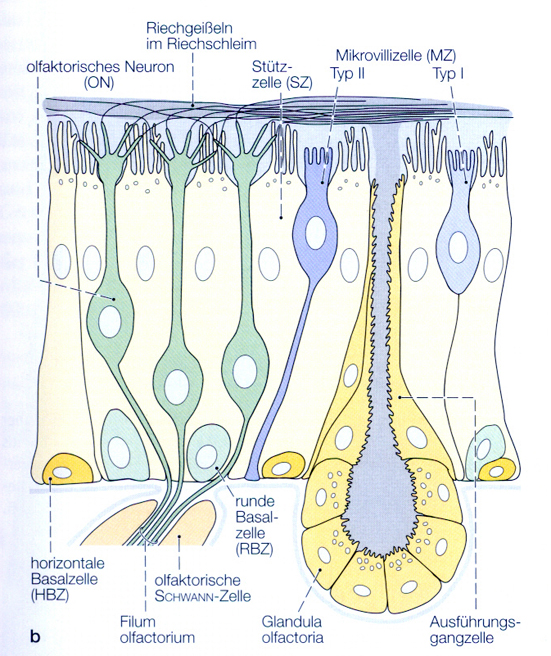 Riechgeißeln
im Riechschleim
olfaktorisches Neuron
(ON)
Stütz-
zelle (SZ)
Mikrovillizelle (MZ)
Typ II
Typ I
runde
Basal-
zelle
(RBZ)
horizontale
Basalzelle
(HBZ)
olfaktorische
SCHWANN-Zelle
Filum
olfactorium
Glandula
olfactoria
Ausführungs-
gangzelle
b